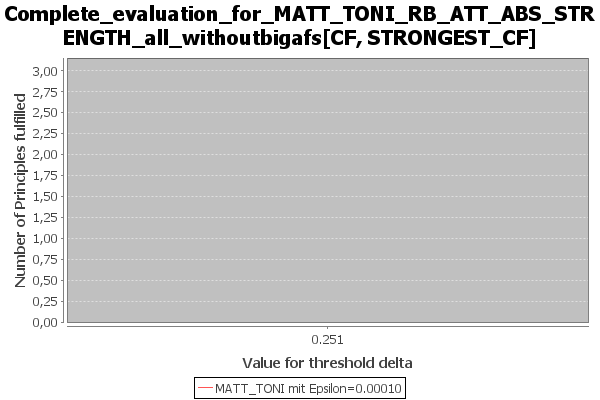 Complete_evaluation_for_MATT_TONI_RB_ATT_ABS_STR
ENGTH_all_withoutbigafs[CF, STRONGEST_CF]
Number of Principles fulfilled
3,00
2,75
2,50
2,25
2,00
1,75
1,50
1,25
1,00
0,75
0,50
0,25
0,00
0.251
Value for threshold delta
MATT_TONI mit Epsilon=0.00010